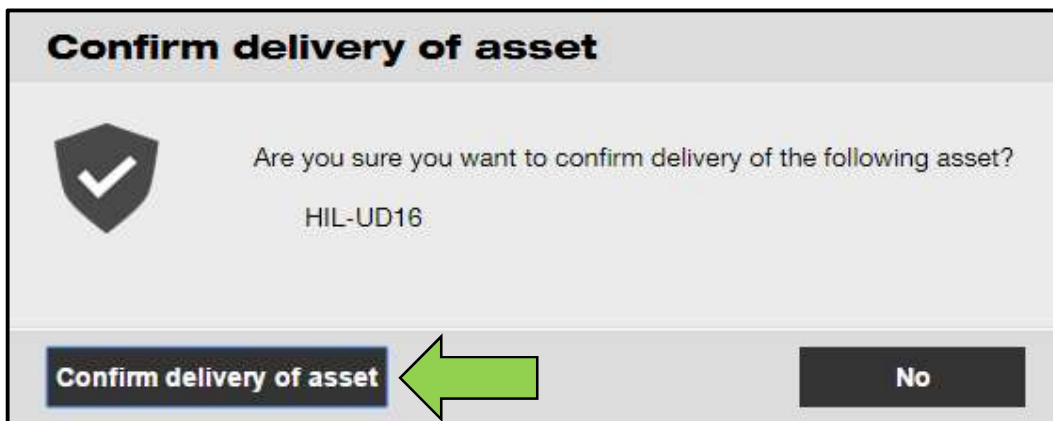 Confirm delivery of asset
Are you sure you want to confirm delivery of the following asset?
HIL-UD16
Confirm delivery of asset
No